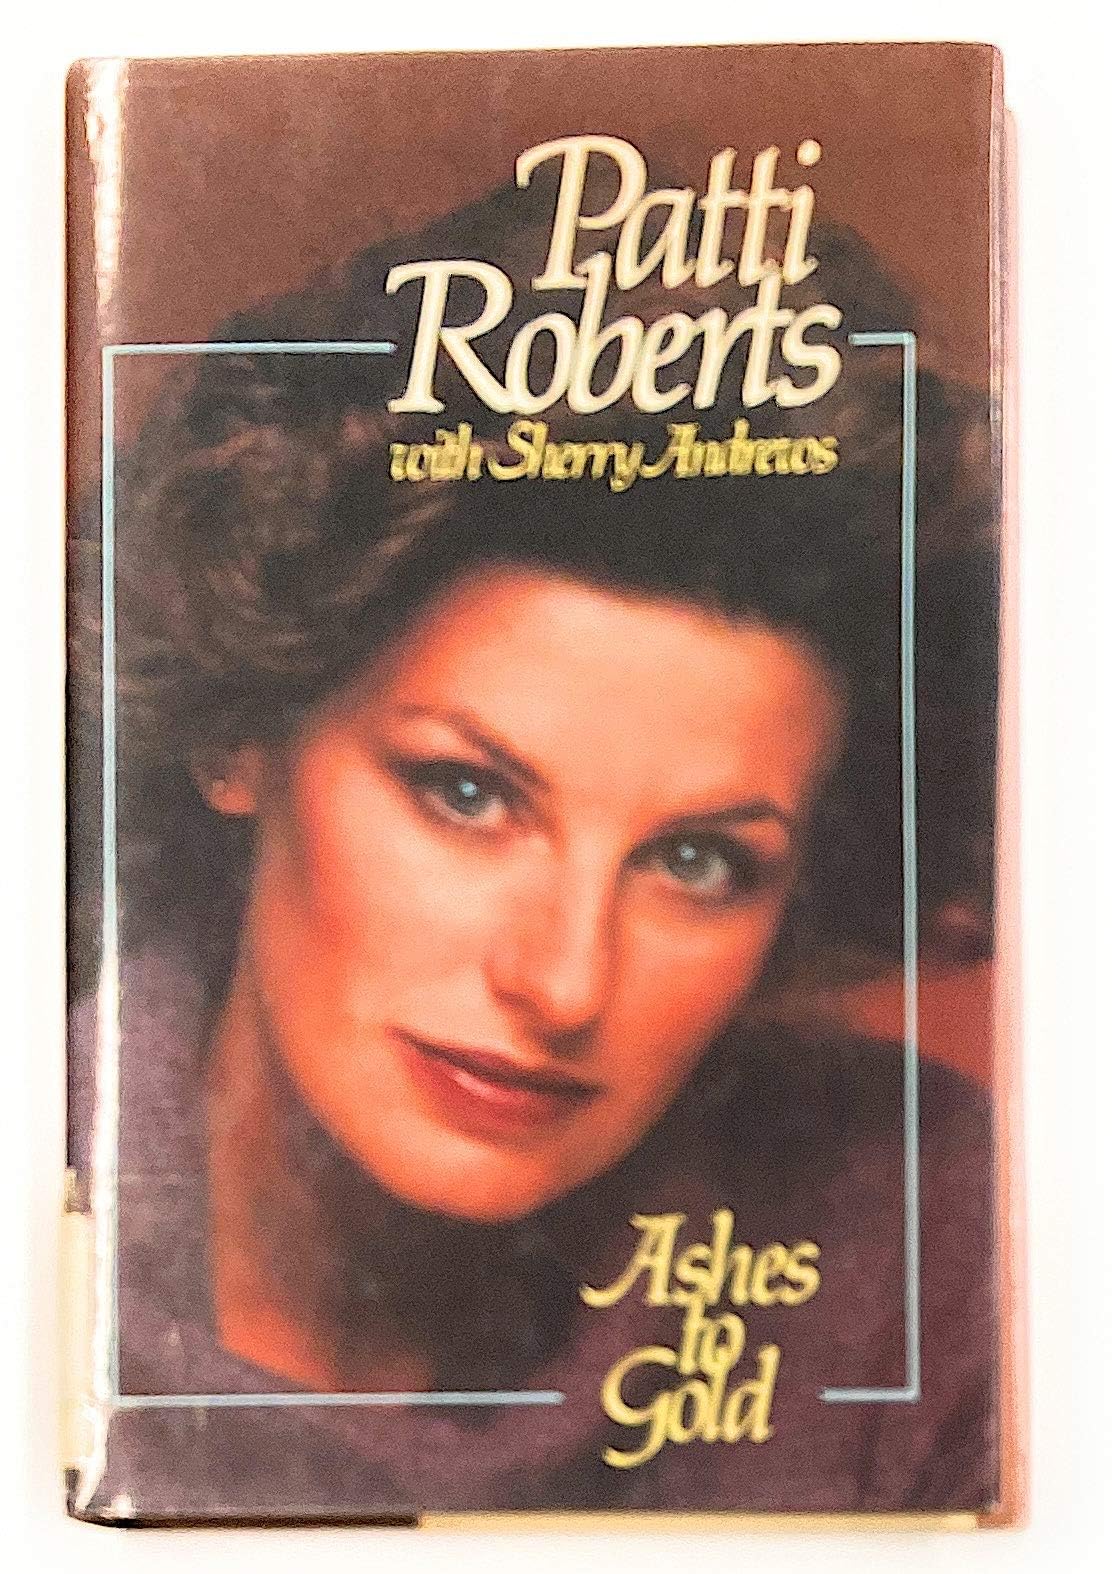 Patti
Roberts
with Sherry Andrews
Ashes
to
Gold